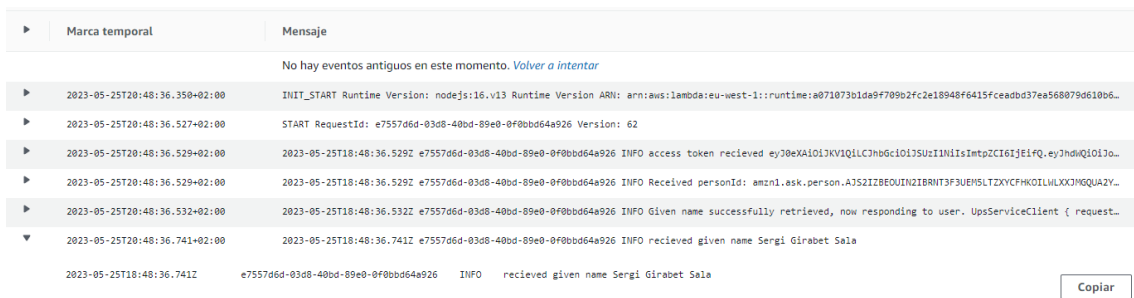 Marca temporal Mensaje
No hay eventos antiguos en este momento. Volver a intentar
2023-05-25T20:48:36.350+02:00 INIT_START Runtime Version: nodejs:16.v13 Runtime Version ARN: arn:aws:lambda:eu-west-1::runtime:a071073b1da9f709b2fc2e18948f6415fceadbd37ea568079d610b6…
2023-05-25T20:48:36.527+02:00 START RequestId: e7557d6d-03d8-40bd-89e0-0f0bbd64a926 Version: 62
2023-05-25T20:48:36.529+02:00 2023-05-25T18:48:36.529Z e7557d6d-03d8-40bd-89e0-0f0bbd64a926 INFO access token recieved eyJ0eXAiOiJKV1QiLCJhbGciOiJSUzI1NiIsImtpZCI6IjEifQ.eyJhdWQiOiJo…
2023-05-25T20:48:36.529+02:00 2023-05-25T18:48:36.529Z e7557d6d-03d8-40bd-89e0-0f0bbd64a926 INFO Received personId: amzn1.ask.person.AJS2IZBEOUIN2IBRNT3F3UEM5LTZXYCFHKOILWLXXJMGQUA2Y…
2023-05-25T20:48:36.532+02:00 2023-05-25T18:48:36.532Z e7557d6d-03d8-40bd-89e0-0f0bbd64a926 INFO Given name successfully retrieved, now responding to user. UpsServiceClient { request…
2023-05-25T20:48:36.741+02:00 2023-05-25T18:48:36.741Z e7557d6d-03d8-40bd-89e0-0f0bbd64a926 INFO recieved given name Sergi Girabet Sala
2023-05-25T18:48:36.741Z e7557d6d-03d8-40bd-89e0-0f0bbd64a926 INFO recieved given name Sergi Girabet Sala
Copiar